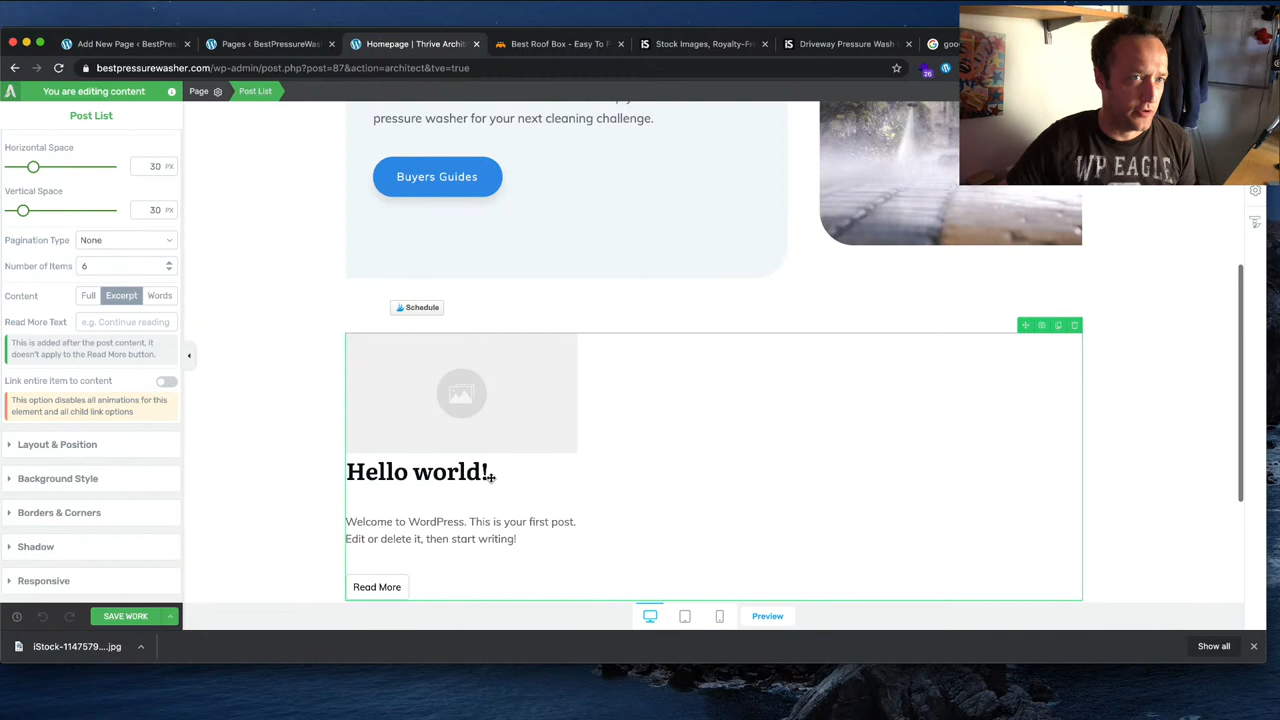 Add New Page ‹ BestPres
Pages ‹ BestPressureWash
Homepage | Thrive Archit
Best Roof Box - Easy To F
Stock Images, Royalty-Fre
Driveway Pressure Wash
goo
bestpressurewasher.com/wp-admin/post.php?post=87&action=architect&tve=true
26
You are editing content
Page
Post List
Post List
Horizontal Space
30 PX
Vertical Space
30 PX
Pagination Type
None
Number of Items
6
Content
Full
Excerpt
Words
Read More Text
e.g. Continue reading
This is added after the post content, it
doesn't apply to the Read More button.
Link entire item to content
This option disables all animations for this
element and all child link options
Layout & Position
Background Style
Borders & Corners
Shadow
Responsive
SAVE WORK
pressure washer for your next cleaning challenge.
Buyers Guides
Schedule
Hello world!
Welcome to WordPress. This is your first post.
Edit or delete it, then start writing!
Read More
Preview
WP EAGLE
iStock-1147579....jpg
Show all